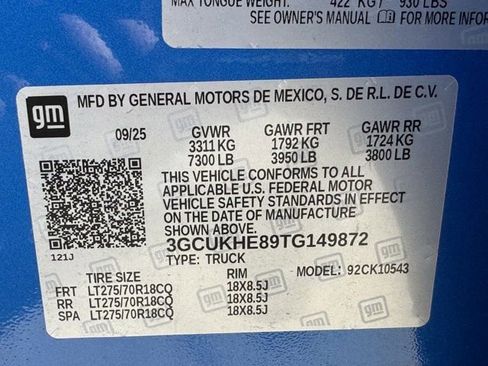 MAX TONGUE WEIGHT: 422 KG / 930 LBS
SEE OWNER'S MANUAL FOR MORE INFOR
gm
MFD BY GENERAL MOTORS DE MEXICO, S. DE R.L. DE C.V.
09/25 GVWR GAWR FRT GAWR RR
3311 KG 1792 KG 1724 KG
7300 LB 3950 LB 3800 LB
THIS VEHICLE CONFORMS TO ALL
APPLICABLE U.S. FEDERAL MOTOR
VEHICLE SAFETY STANDARDS IN EFFECT
ON THE DATE OF MANUFACTURE
SHOWN ABOVE.
3GCUKHE89TG149872
121J
TYPE: TRUCK MODEL: 92CK10543
TIRE SIZE RIM
FRT LT275/70R18CQ 18X8.5J
RR LT275/70R18CQ 18X8.5J
SPA LT275/70R18CQ 18X8.5J